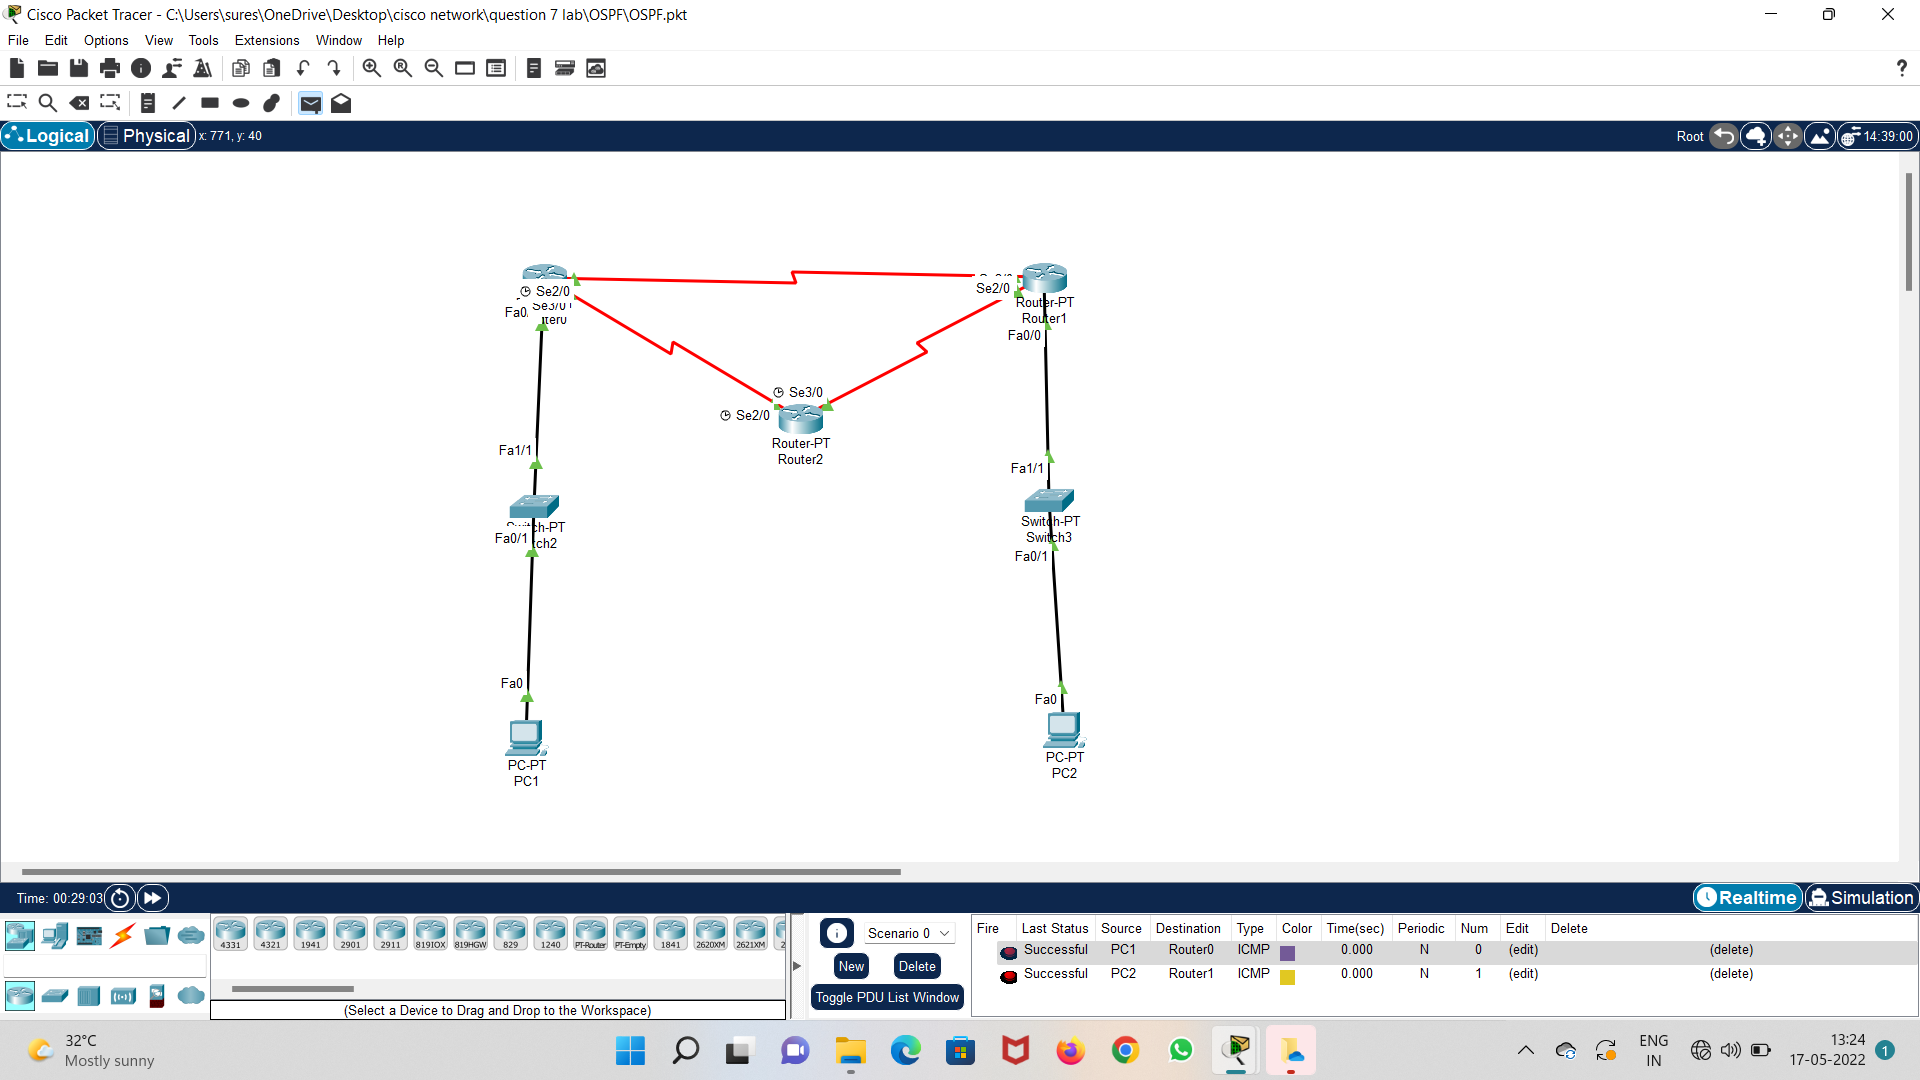 Cisco Packet Tracer - C:\Users\sures\OneDrive\Desktop\cisco network\question 7 lab\OSPF\OSPF.pkt
File Edit Options View Tools Extensions Window Help
Logical Physical x: 771, y: 40
Root 14:39:00
Se2/0
Se3/0
Fa0
Se2/0
Router-PT
Router1
Fa0/0
Se3/0
Se2/0
Router-PT
Router2
Fa1/1
Fa1/1
Switch-PT
Switch3
Fa0/1
Fa0/1
Fa0
Fa0
PC-PT
PC1
PC-PT
PC2
Time: 00:29:03
Realtime Simulation
4331 4321 1941 2901 2911 819IOX 819HGW 829 1240 PT-Router PT-Empty 1841 2620XM 2621XM
(Select a Device to Drag and Drop to the Workspace)
Scenario 0
New Delete
Toggle PDU List Window
Fire Last Status Source Destination Type Color Time(sec) Periodic Num Edit Delete
Successful PC1 Router0 ICMP 0.000 N 0 (edit) (delete)
Successful PC2 Router1 ICMP 0.000 N 1 (edit) (delete)
32°C
Mostly sunny
ENG
IN
13:24
17-05-2022
1